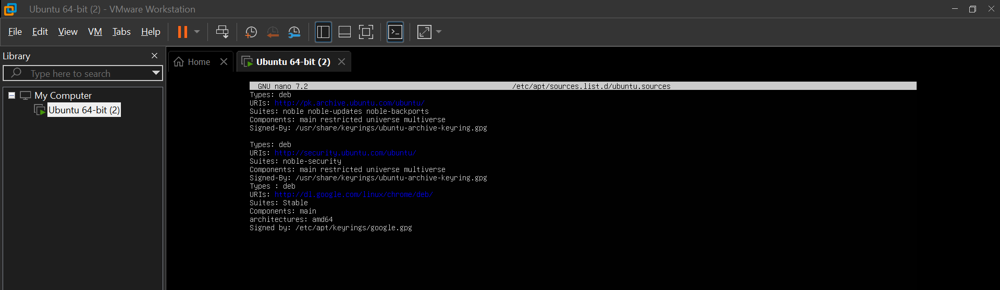 Ubuntu 64-bit (2) - VMware Workstation
File Edit View VM Tabs Help
Library
Type here to search
My Computer
Ubuntu 64-bit (2)
Home
Ubuntu 64-bit (2)
GNU nano 7.2 /etc/apt/sources.list.d/ubuntu.sources
Types: deb
URIs: http://pk.archive.ubuntu.com/ubuntu/
Suites: noble noble-updates noble-backports
Components: main restricted universe multiverse
Signed-By: /usr/share/keyrings/ubuntu-archive-keyring.gpg
Types: deb
URIs: http://security.ubuntu.com/ubuntu/
Suites: noble-security
Components: main restricted universe multiverse
Signed-By: /usr/share/keyrings/ubuntu-archive-keyring.gpg
Types : deb
URIs: http://dl.google.com/linux/chrome/deb/
Suites: Stable
Components: main
architectures: amd64
Signed by: /etc/apt/keyrings/google.gpg